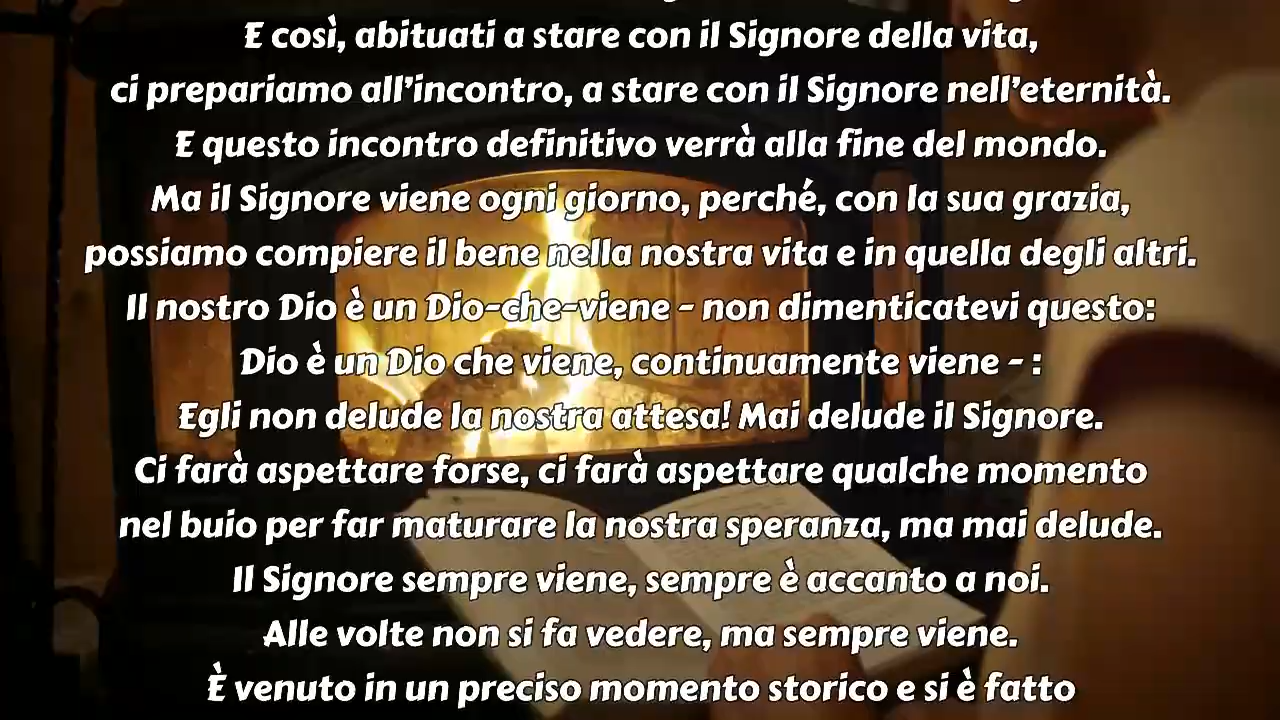 E così, abituati a stare con il Signore della vita,
ci prepariamo all’incontro, a stare con il Signore nell’eternità.
E questo incontro definitivo verrà alla fine del mondo.
Ma il Signore viene ogni giorno, perché, con la sua grazia,
possiamo compiere il bene nella nostra vita e in quella degli altri.
Il nostro Dio è un Dio-che-viene - non dimenticatevi questo:
Dio è un Dio che viene, continuamente viene - :
Egli non delude la nostra attesa! Mai delude il Signore.
Ci farà aspettare forse, ci farà aspettare qualche momento
nel buio per far maturare la nostra speranza, ma mai delude.
Il Signore sempre viene, sempre è accanto a noi.
Alle volte non si fa vedere, ma sempre viene.
È venuto in un preciso momento storico e si è fatto